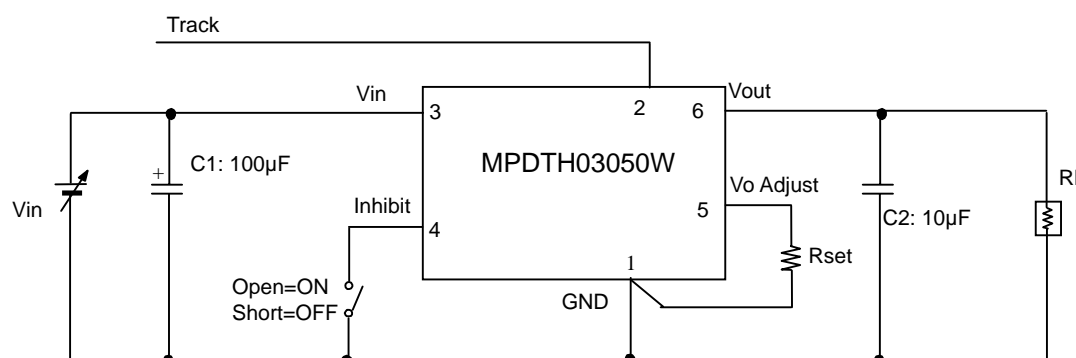 Track
Vin
3
2
6
Vout
+
C1: 100µF
MPDTH03050W
Vo Adjust
Vin
Inhibit
4
5
C2: 10µF
Rset
1
Open=ON
Short=OFF
GND